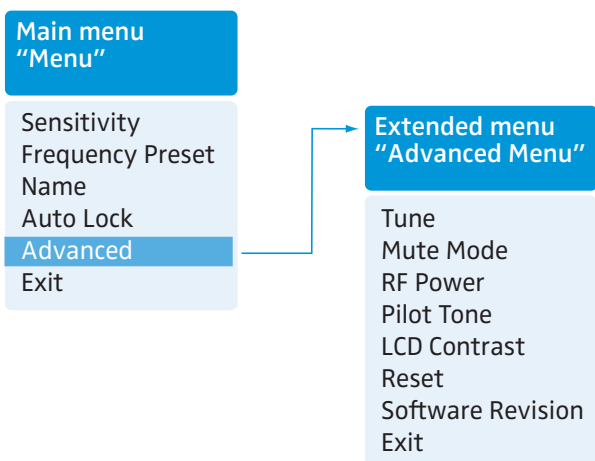 Main menu
“Menu”
Sensitivity
Frequency Preset
Name
Auto Lock
Advanced
Exit
Extended menu
“Advanced Menu”
Tune
Mute Mode
RF Power
Pilot Tone
LCD Contrast
Reset
Software Revision
Exit